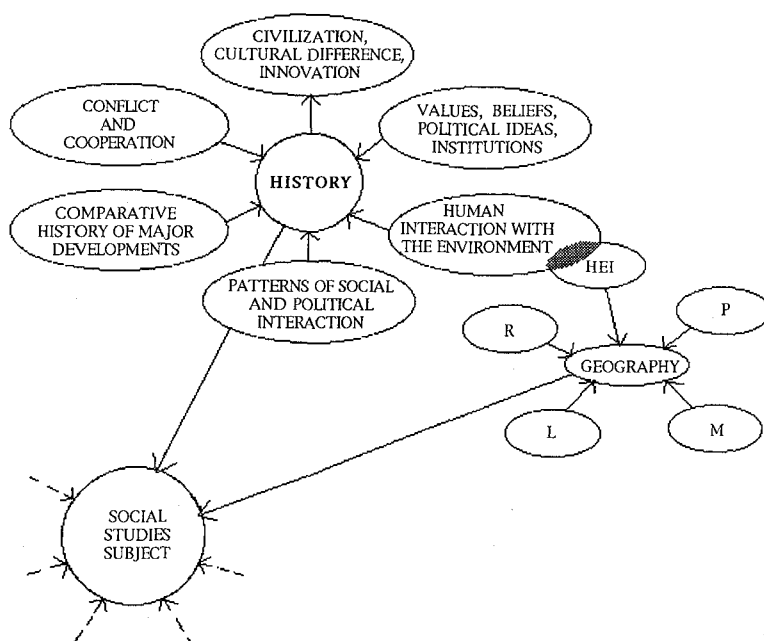 CIVILIZATION,
CULTURAL DIFFERENCE,
INNOVATION
CONFLICT
AND
COOPERATION
VALUES, BELIEFS,
POLITICAL IDEAS,
INSTITUTIONS
HISTORY
COMPARATIVE
HISTORY OF MAJOR
DEVELOPMENTS
HUMAN
INTERACTION WITH
THE ENVIRONMENT
HEI
PATTERNS OF SOCIAL
AND POLITICAL
INTERACTION
R
P
GEOGRAPHY
L
M
SOCIAL
STUDIES
SUBJECT